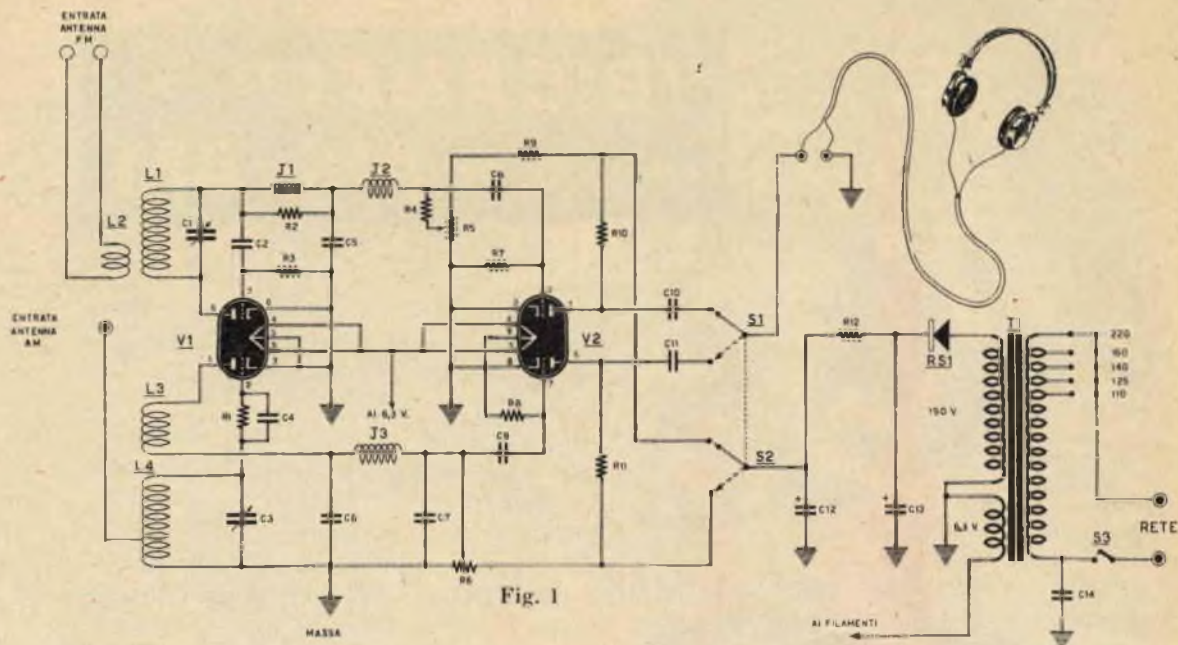 ENTRATA
ANTENNA
FM
L2
L1
C1
J1
R2
C2
R3
C5
J2
R4
R5
C8
R9
R7
R10
V1
V2
AI 6,3 V.
R8
C10
C11
S1
S2
ENTRATA
ANTENNA
AM
L3
L4
R1
C4
J3
C9
C3
C6
C7
R6
R11
R12
RS1
C12
C13
190 V
6,3 V.
T1
220
160
140
125
110
RETE
S3
C14
AI FILAMENTI
MASSA
Fig. 1